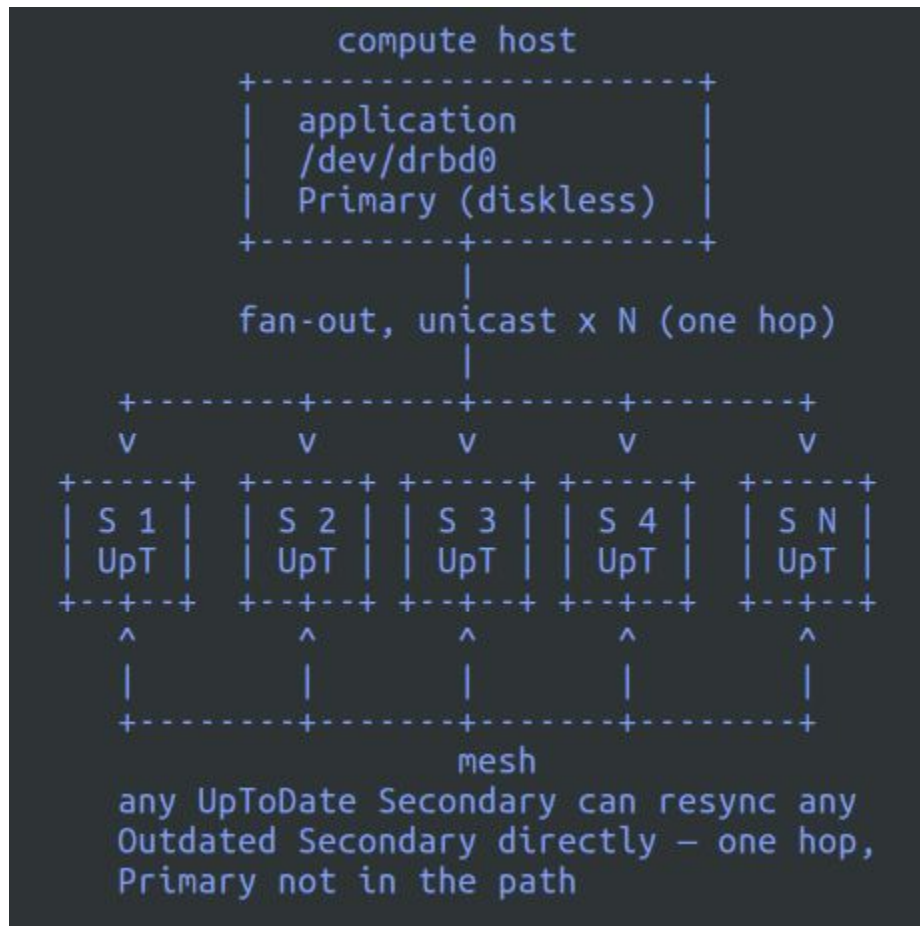 compute host
application
/dev/drbd0
Primary (diskless)
fan-out, unicast x N (one hop)
v v v v v
S 1 S 2 S 3 S 4 S N
UpT UpT UpT UpT UpT
mesh
any UpToDate Secondary can resync any
Outdated Secondary directly — one hop,
Primary not in the path